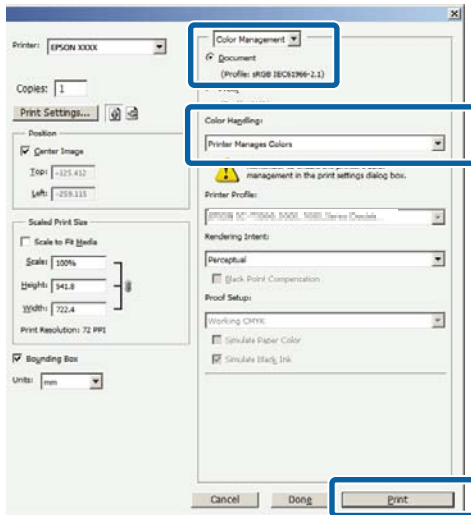 Printer: EPSON XXXX
Copies: 1
Print Settings...
Position
Center Image
Top: -125.412
Left: -259.115
Scaled Print Size
Scale to Fit Media
Scale: 100%
Height: 541.8
Width: 722.4
Print Resolution: 72 PPI
Bounding Box
Units: mm
Color Management
Document
(Profile: sRGB IEC61966-2.1)
Color Handling:
Printer Manages Colors
management in the print settings dialog box.
Printer Profile:
Rendering Intent:
Perceptual
Black Point Compensation
Proof Setup:
Working CMYK
Simulate Paper Color
Simulate Black Ink
Cancel
Done
Print